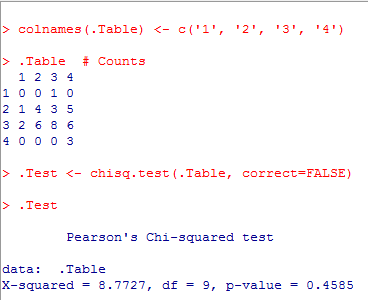 > colnames(.Table) <- c('1', '2', '3', '4')
> .Table  # Counts
  1 2 3 4
1 0 0 1 0
2 1 4 3 5
3 2 6 8 6
4 0 0 0 3
> .Test <- chisq.test(.Table, correct=FALSE)
> .Test
        Pearson's Chi-squared test
data:  .Table
X-squared = 8.7727, df = 9, p-value = 0.4585